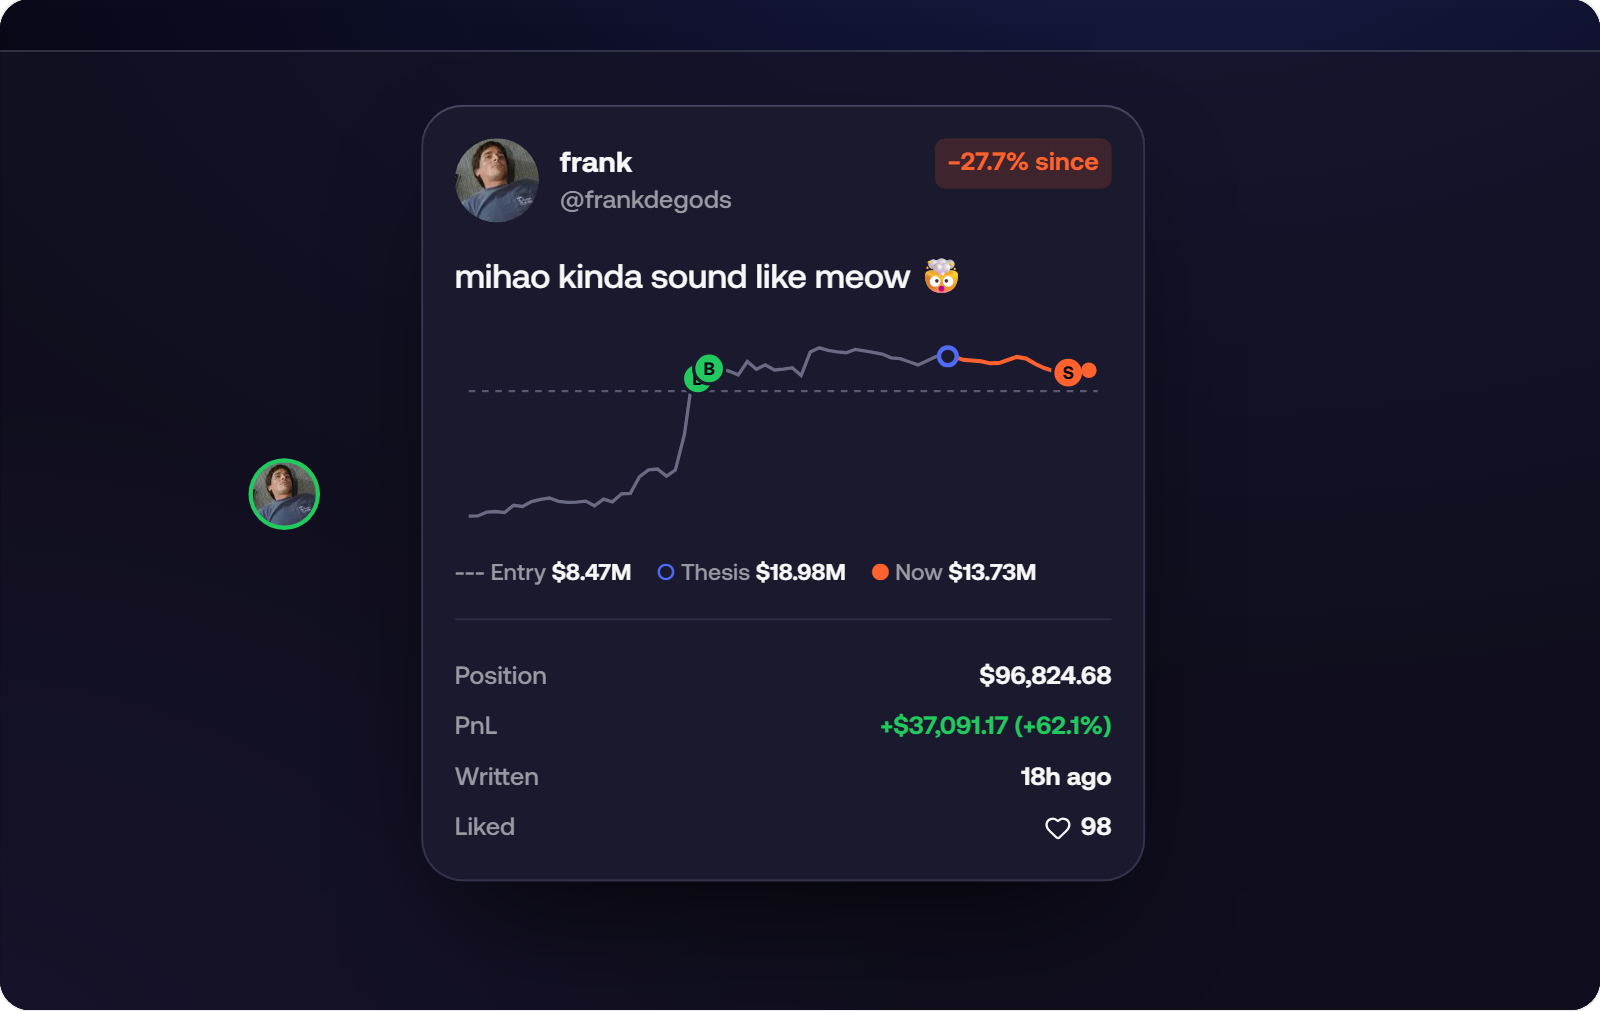 frank
@frankdegods
-27.7% since
mihao kinda sound like meow 🤯
B
S
--- Entry $8.47M
Thesis $18.98M
Now $13.73M
Position $96,824.68
PnL +$37,091.17 (+62.1%)
Written 18h ago
Liked 98